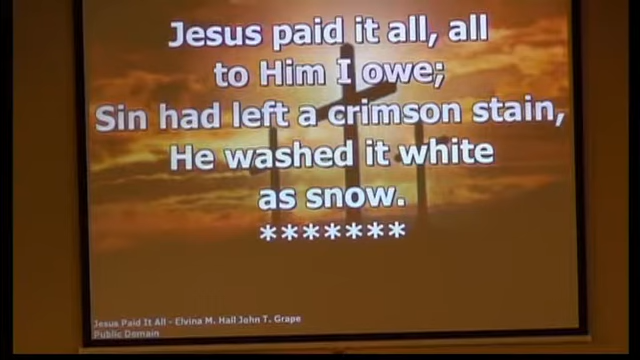 Jesus paid it all, all
to Him I owe;
Sin had left a crimson stain,
He washed it white
as snow.
*******
Jesus Paid It All - Elvina M. Hall John T. Grape
Public Domain